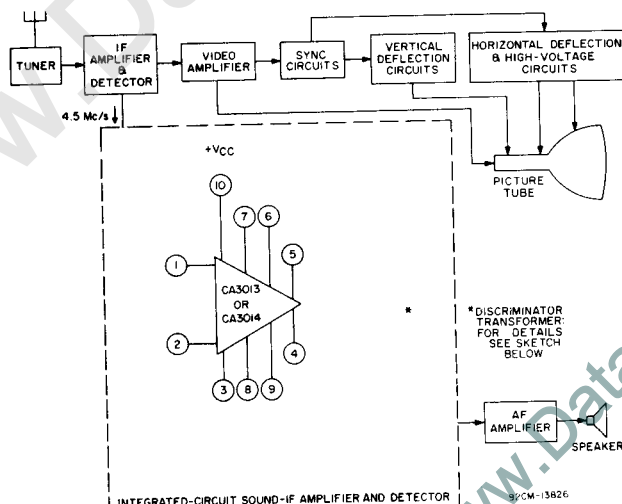 TUNER
IF
AMPLIFIER
&
DETECTOR
VIDEO
AMPLIFIER
SYNC
CIRCUITS
VERTICAL
DEFLECTION
CIRCUITS
HORIZONTAL DEFLECTION
& HIGH-VOLTAGE
CIRCUITS
4.5 Mc/s
PICTURE
TUBE
+VCC
10
7
6
5
1
CA3013
OR
CA3014
2
3
8
9
4
*
*DISCRIMINATOR
TRANSFORMER:
FOR DETAILS
SEE SKETCH
BELOW
AF
AMPLIFIER
SPEAKER
INTEGRATED-CIRCUIT SOUND-IF AMPLIFIER AND DETECTOR
92CM-13826
www.Data